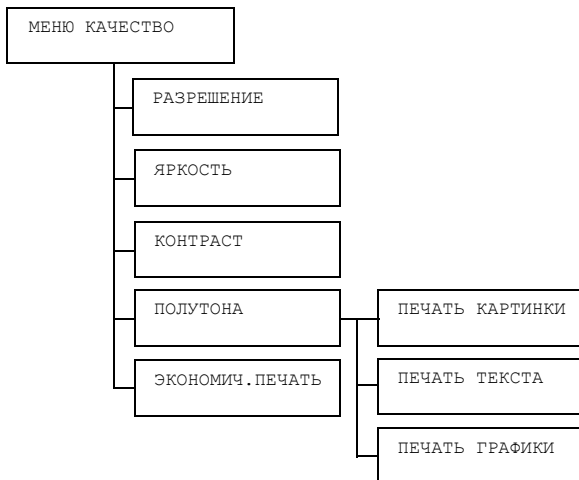 МЕНЮ КАЧЕСТВО
РАЗРЕШЕНИЕ
ЯРКОСТЬ
КОНТРАСТ
ПОЛУТОНА
ПЕЧАТЬ КАРТИНКИ
ЭКОНОМИЧ.ПЕЧАТЬ
ПЕЧАТЬ ТЕКСТА
ПЕЧАТЬ ГРАФИКИ